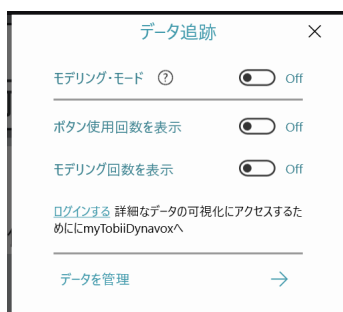 データ追跡
モデリング・モード ? Off
ボタン使用回数を表示 Off
モデリング回数を表示 Off
ログインする 詳細なデータの可視化にアクセスするた
めににmyTobiiDynavoxへ
データを管理